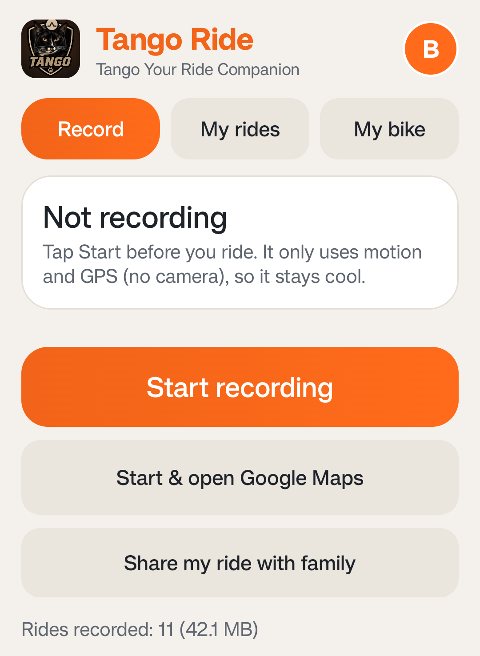 TANGO
Tango Ride
Tango Your Ride Companion
B
Record
My rides
My bike
Not recording
Tap Start before you ride. It only uses motion
and GPS (no camera), so it stays cool.
Start recording
Start & open Google Maps
Share my ride with family
Rides recorded: 11 (42.1 MB)